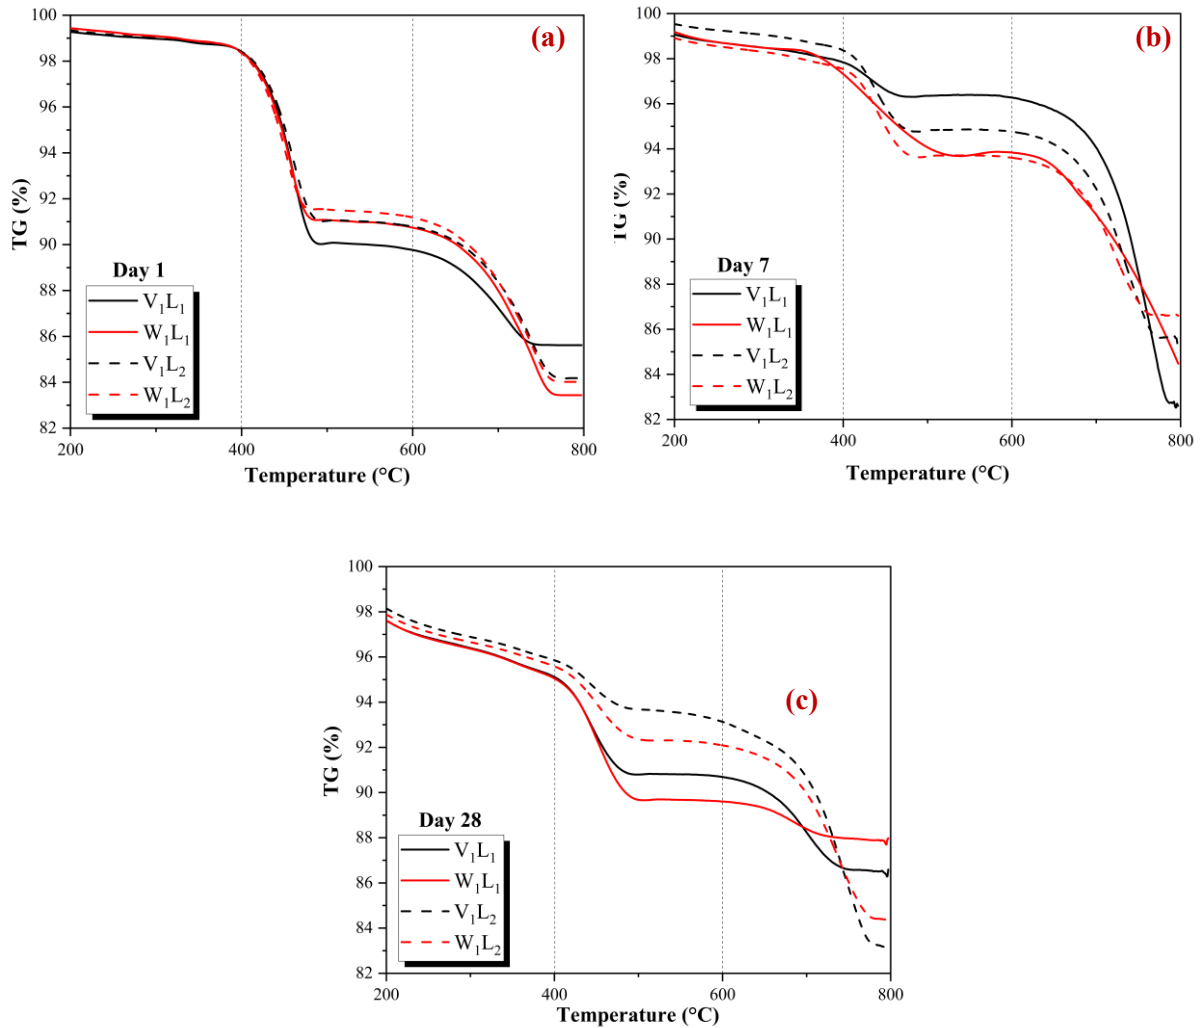 (a)
100
98
96
94
92
90
88
86
84
82
TG (%)
Day 1
V₁L₁
W₁L₁
V₁L₂
W₁L₂
200
400
600
800
Temperature (°C)
(b)
100
98
96
94
92
90
88
86
84
82
TG (%)
Day 7
V₁L₁
W₁L₁
V₁L₂
W₁L₂
200
400
600
800
Temperature (°C)
(c)
100
98
96
94
92
90
88
86
84
82
TG (%)
Day 28
V₁L₁
W₁L₁
V₁L₂
W₁L₂
200
400
600
800
Temperature (°C)